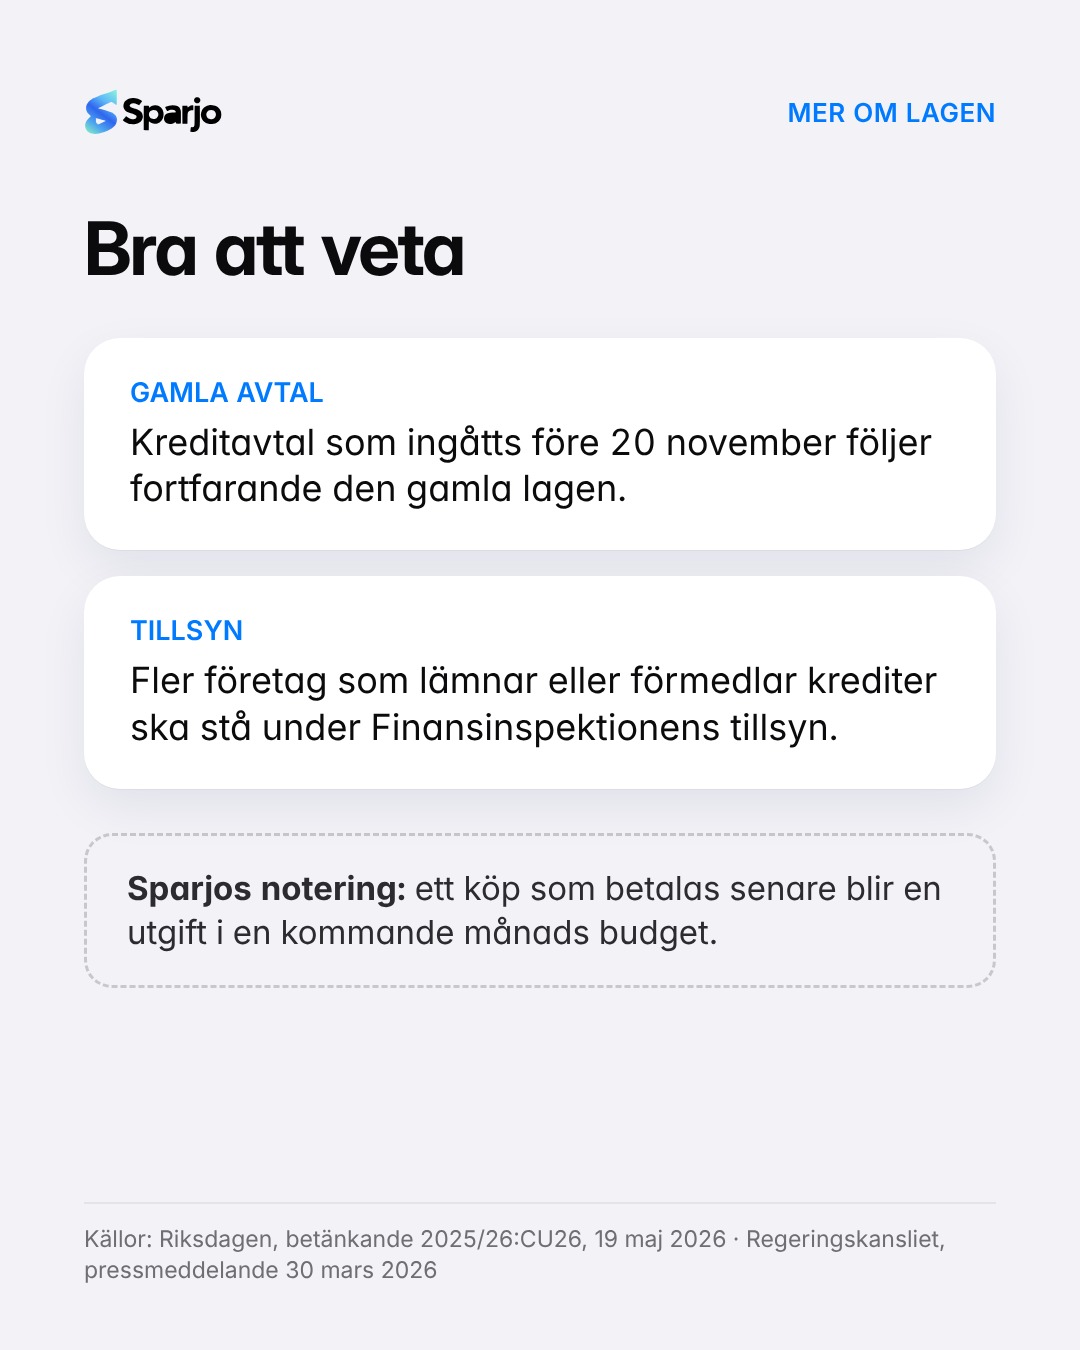 Sparjo
MER OM LAGEN
Bra att veta
GAMLA AVTAL
Kreditavtal som ingåtts före 20 november följer
fortfarande den gamla lagen.
TILLSYN
Fler företag som lämnar eller förmedlar krediter
ska stå under Finansinspektionens tillsyn.
Sparjos notering: ett köp som betalas senare blir en
utgift i en kommande månads budget.
Källor: Riksdagen, betänkande 2025/26:CU26, 19 maj 2026 · Regeringskansliet,
pressmeddelande 30 mars 2026